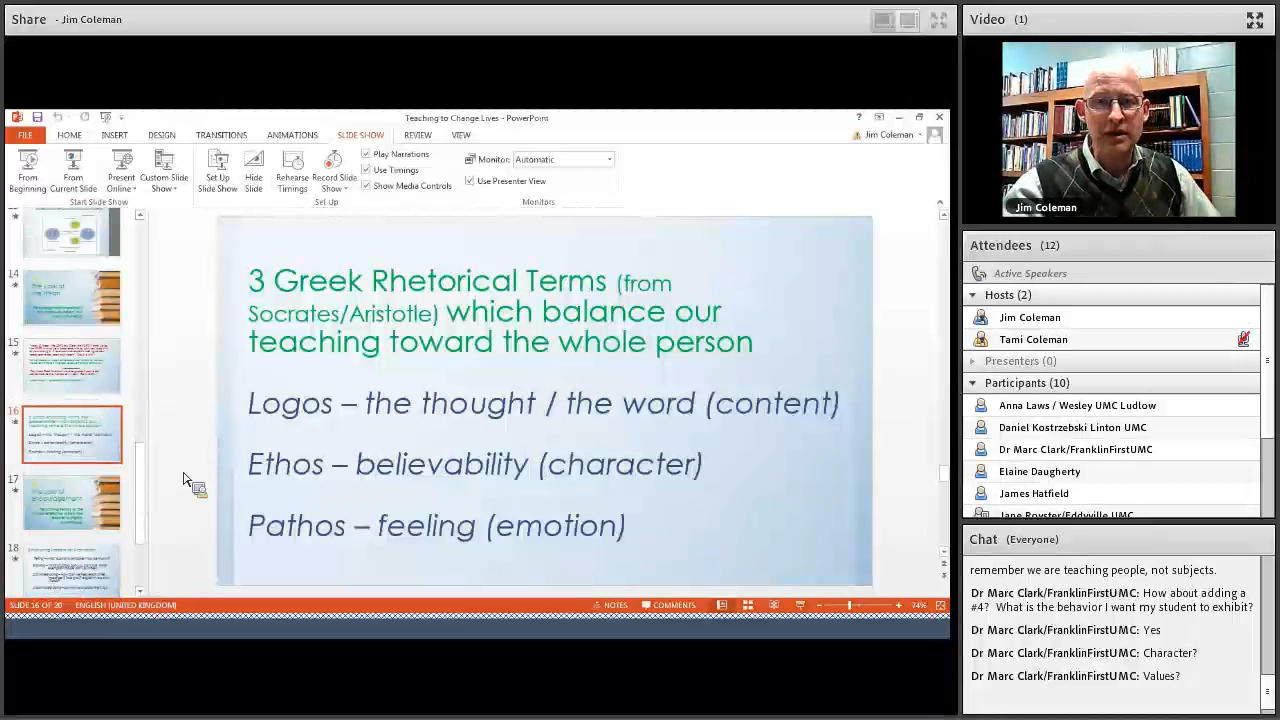 Share - Jim Coleman
Teaching to Change Lives - PowerPoint
FILE HOME INSERT DESIGN TRANSITIONS ANIMATIONS SLIDE SHOW REVIEW VIEW Jim Coleman
From Beginning
From Current Slide
Present Online
Custom Slide Show
Start Slide Show
Set Up Slide Show
Hide Slide
Rehearse Timings
Record Slide Show
Play Narrations
Use Timings
Show Media Controls
Set Up
Monitor: Automatic
Use Presenter View
Monitors
14
15
16
17
18
3 Greek Rhetorical Terms (from
Socrates/Aristotle) which balance our
teaching toward the whole person
Logos – the thought / the word (content)
Ethos – believability (character)
Pathos – feeling (emotion)
SLIDE 16 OF 20 ENGLISH (UNITED KINGDOM) NOTES COMMENTS 74%
Video (1)
Jim Coleman
Attendees (12)
Active Speakers
Hosts (2)
Jim Coleman
Tami Coleman
Presenters (0)
Participants (10)
Anna Laws / Wesley UMC Ludlow
Daniel Kostrzebski Linton UMC
Dr Marc Clark/FranklinFirstUMC
Elaine Daugherty
James Hatfield
Jane Royster/Eddyville UMC
Chat (Everyone)
remember we are teaching people, not subjects.
Dr Marc Clark/FranklinFirstUMC: How about adding a
#4? What is the behavior I want my student to exhibit?
Dr Marc Clark/FranklinFirstUMC: Yes
Dr Marc Clark/FranklinFirstUMC: Character?
Dr Marc Clark/FranklinFirstUMC: Values?